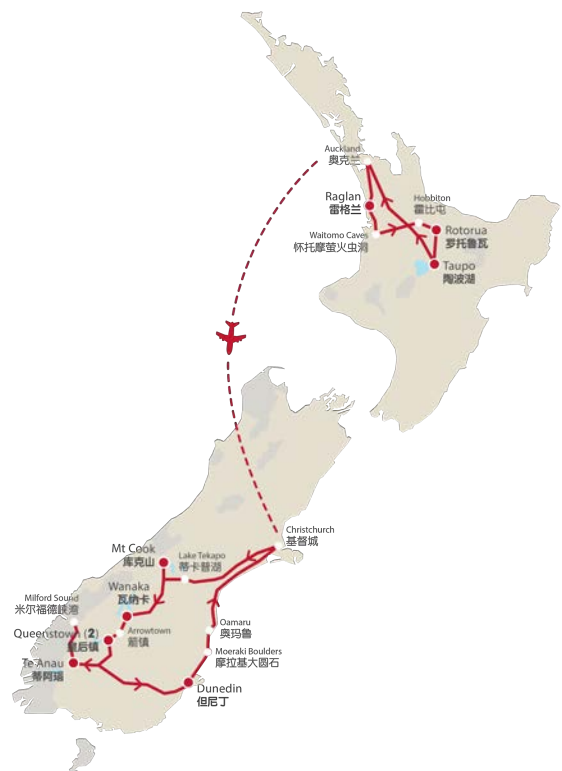 Auckland
奥克兰
Raglan
雷格兰
Hobbiton
霍比屯
Waitomo Caves
怀托摩萤火虫洞
Rotorua
罗托鲁瓦
Taupo
陶波湖
Christchurch
基督城
Mt Cook
库克山
Lake Tekapo
蒂卡普湖
Wanaka
瓦纳卡
Milford Sound
米尔福德峡湾
Arrowtown
箭镇
Queenstown (2)
皇后镇
Oamaru
奥玛鲁
Moeraki Boulders
摩拉基大圆石
Te Anau
蒂阿瑙
Dunedin
但尼丁